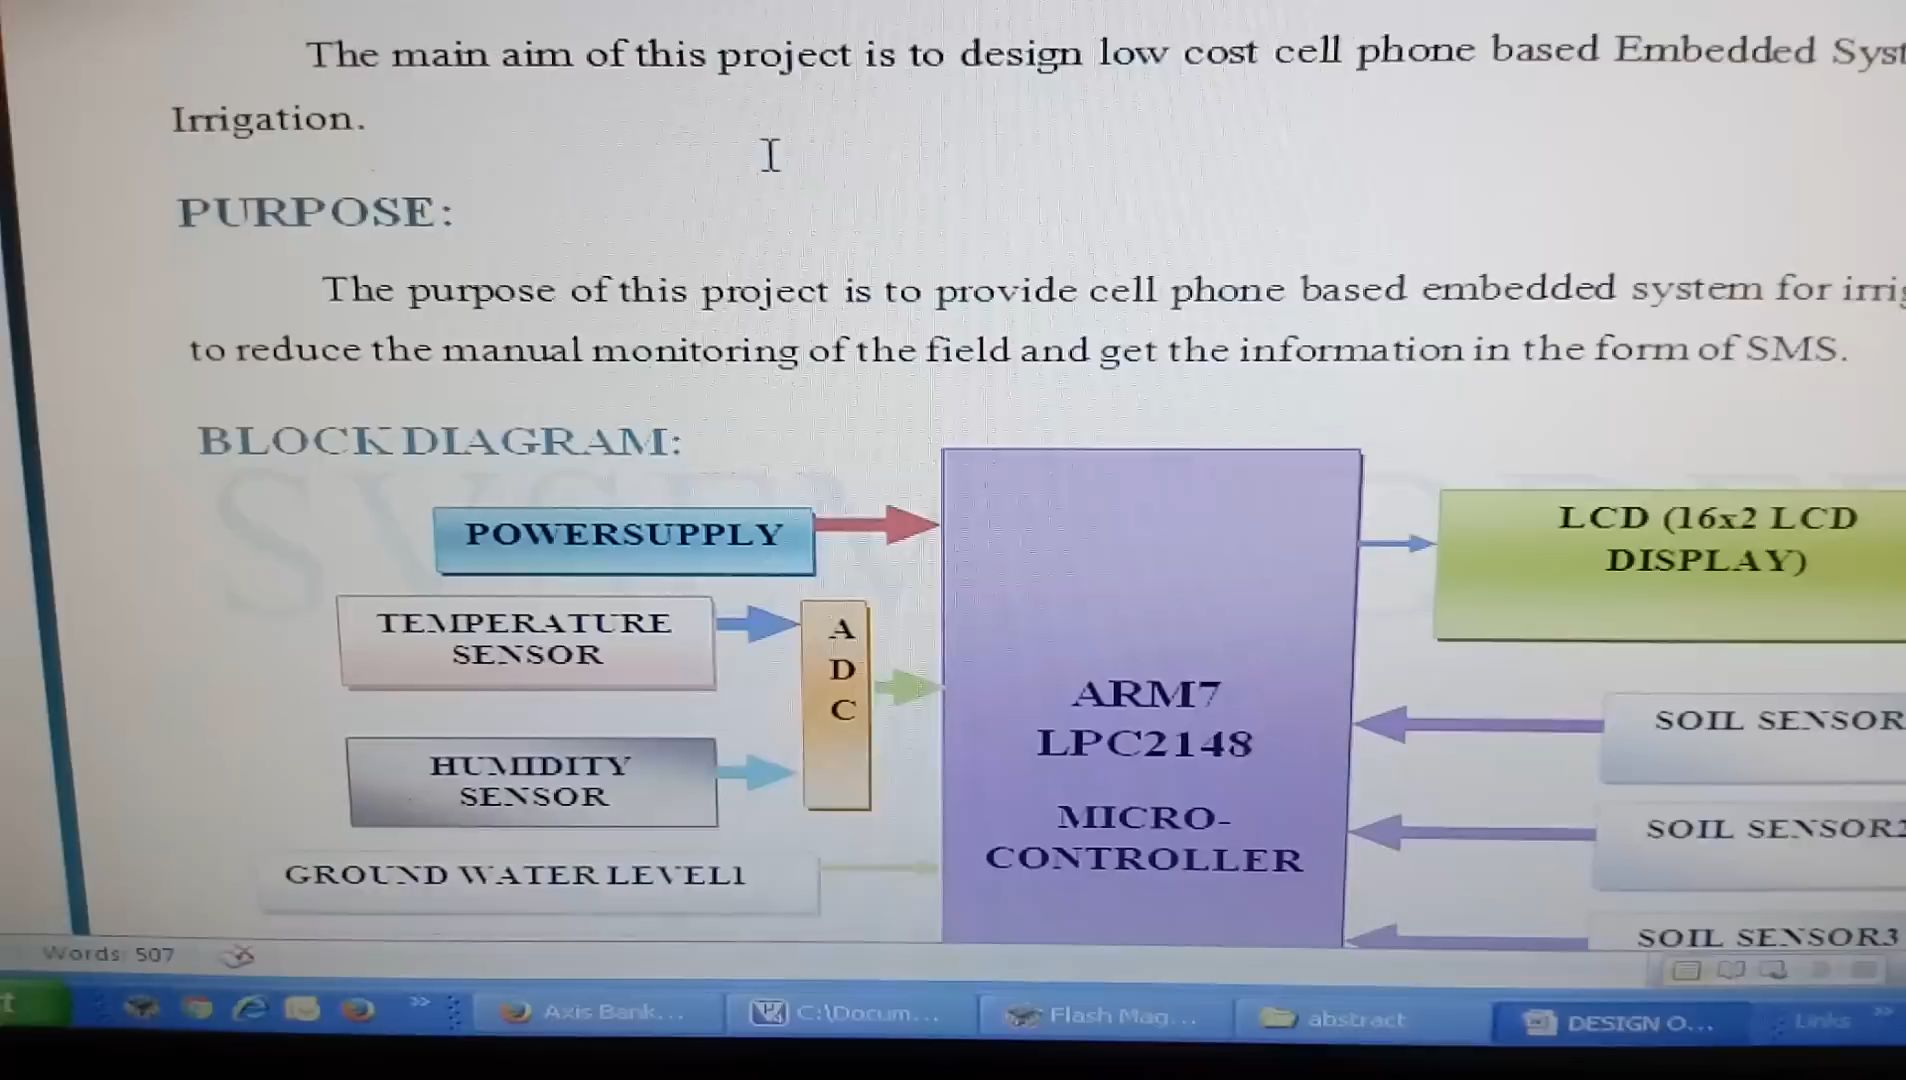 The main aim of this project is to design low cost cell phone based Embedded
Irrigation.
PURPOSE:
The purpose of this project is to provide cell phone based embedded system for
to reduce the manual monitoring of the field and get the information in the form of SMS.
BLOCK DIAGRAM:
POWERSUPPLY
LCD (16x2 LCD
DISPLAY)
TEMPERATURE
SENSOR
A
D
C
HUMIDITY
SENSOR
GROUND WATER LEVEL1
ARM7
LPC2148
MICRO-
CONTROLLER
SOIL SENSOR
SOIL SENSOR2
SOIL SENSOR3
Words: 507
Axis Bank...
C:\Docum...
Flash Mag...
abstract
DESIGN O...
Links